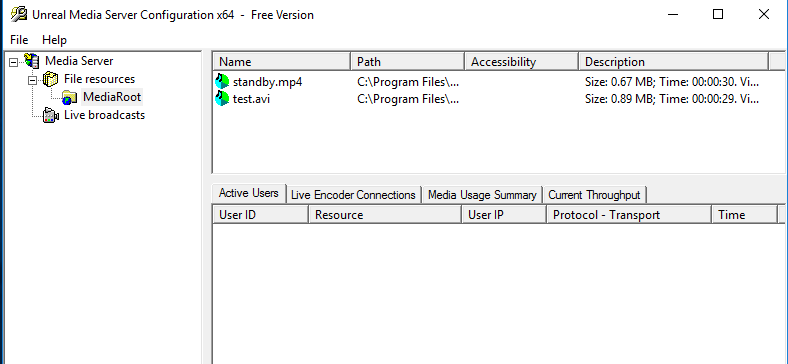 Unreal Media Server Configuration x64 - Free Version
File Help
Media Server
File resources
MediaRoot
Live broadcasts
Name Path Accessibility Description
standby.mp4 C:\Program Files\... Size: 0.67 MB; Time: 00:00:30. Vi...
test.avi C:\Program Files\... Size: 0.89 MB; Time: 00:00:29. Vi...
Active Users Live Encoder Connections Media Usage Summary Current Throughput
User ID Resource User IP Protocol - Transport Time